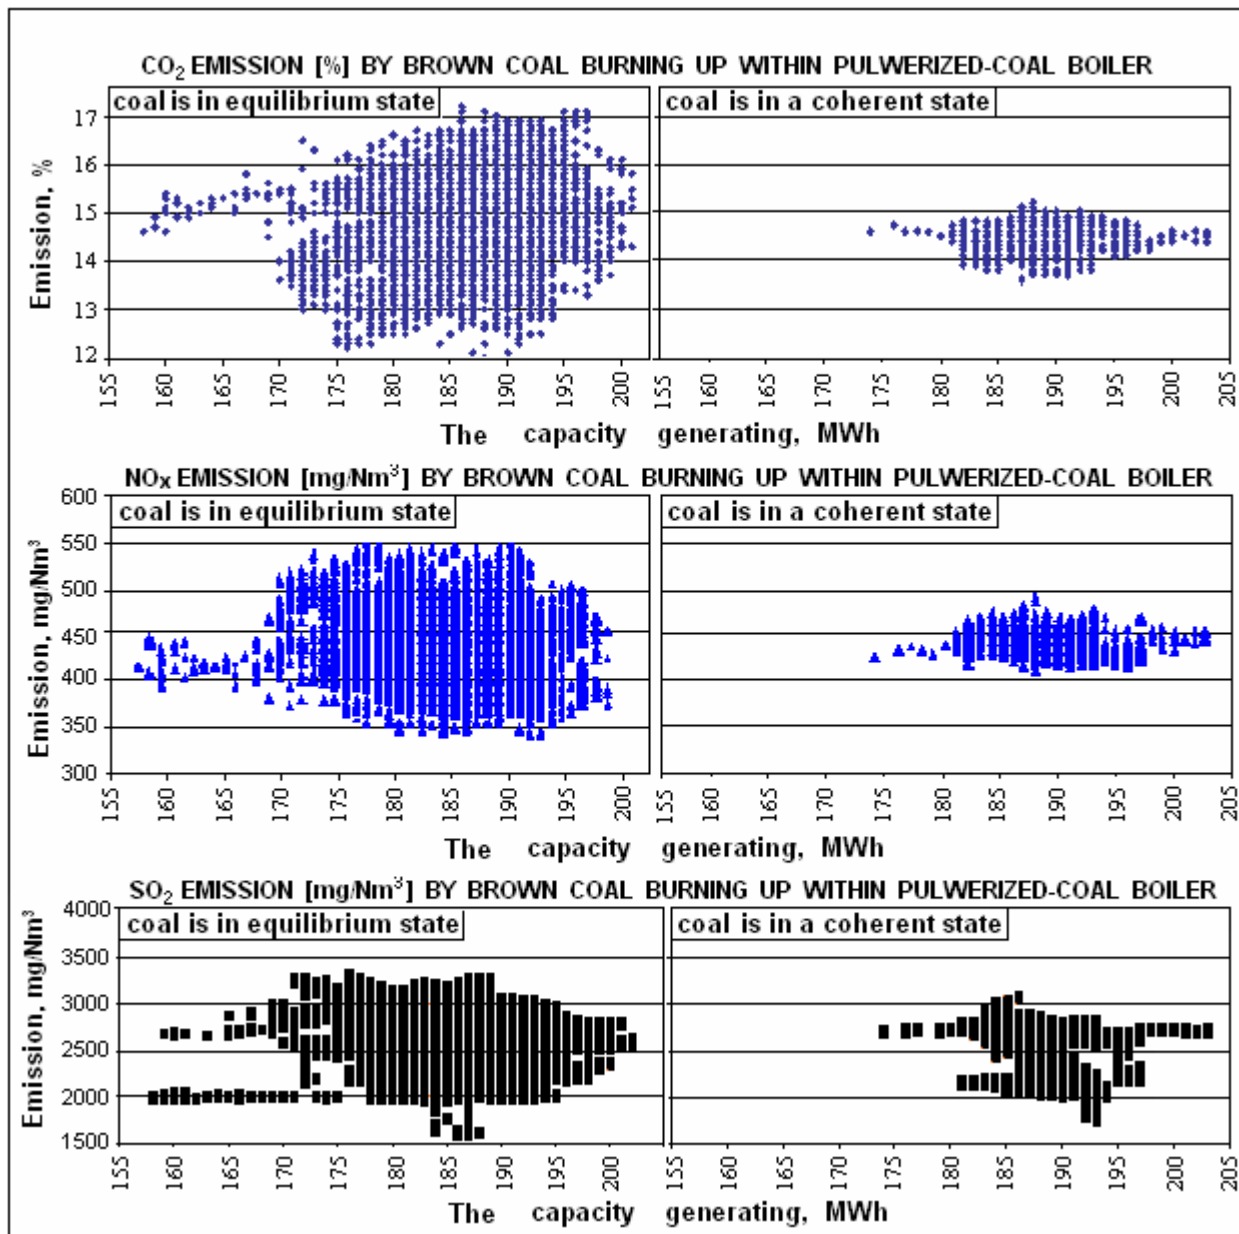 CO₂ EMISSION [%] BY BROWN COAL BURNING UP WITHIN PULWERIZED-COAL BOILER
coal is in equilibrium state
coal is in a coherent state
Emission, %
17
16
15
14
13
12
155 160 165 170 175 180 185 190 195 200
155 160 165 170 175 180 185 190 195 200 205
The capacity generating, MWh
NOx EMISSION [mg/Nm³] BY BROWN COAL BURNING UP WITHIN PULWERIZED-COAL BOILER
coal is in equilibrium state
coal is in a coherent state
Emission, mg/Nm³
600
550
500
450
400
350
300
155 160 165 170 175 180 185 190 195 200
155 160 165 170 175 180 185 190 195 200 205
The capacity generating, MWh
SO₂ EMISSION [mg/Nm³] BY BROWN COAL BURNING UP WITHIN PULWERIZED-COAL BOILER
coal is in equilibrium state
coal is in a coherent state
Emission, mg/Nm³
4000
3500
3000
2500
2000
1500
155 160 165 170 175 180 185 190 195 200
155 160 165 170 175 180 185 190 195 200 205
The capacity generating, MWh